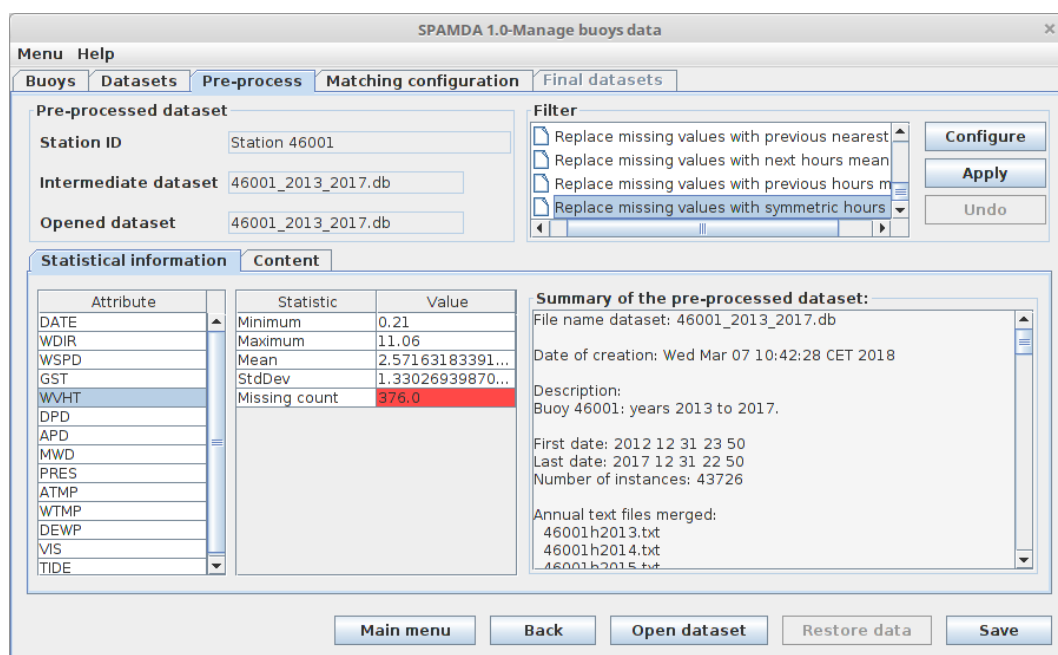 SPAMDA 1.0-Manage buoys data ×
Menu Help
Buoys Datasets Pre-process Matching configuration Final datasets
Pre-processed dataset
Station ID Station 46001
Intermediate dataset 46001_2013_2017.db
Opened dataset 46001_2013_2017.db
Filter
Replace missing values with previous nearest
Replace missing values with next hours mean
Replace missing values with previous hours m
Replace missing values with symmetric hours
Configure
Apply
Undo
Statistical information Content
Attribute
DATE
WDIR
WSPD
GST
WVHT
DPD
APD
MWD
PRES
ATMP
WTMP
DEWP
VIS
TIDE
Statistic Value
Minimum 0.21
Maximum 11.06
Mean 2.57163183391...
StdDev 1.33026939870...
Missing count 376.0
Summary of the pre-processed dataset:
File name dataset: 46001_2013_2017.db
Date of creation: Wed Mar 07 10:42:28 CET 2018
Description:
Buoy 46001: years 2013 to 2017.
First date: 2012 12 31 23 50
Last date: 2017 12 31 22 50
Number of instances: 43726
Annual text files merged:
46001h2013.txt
46001h2014.txt
46001h2015.txt
Main menu Back Open dataset Restore data Save